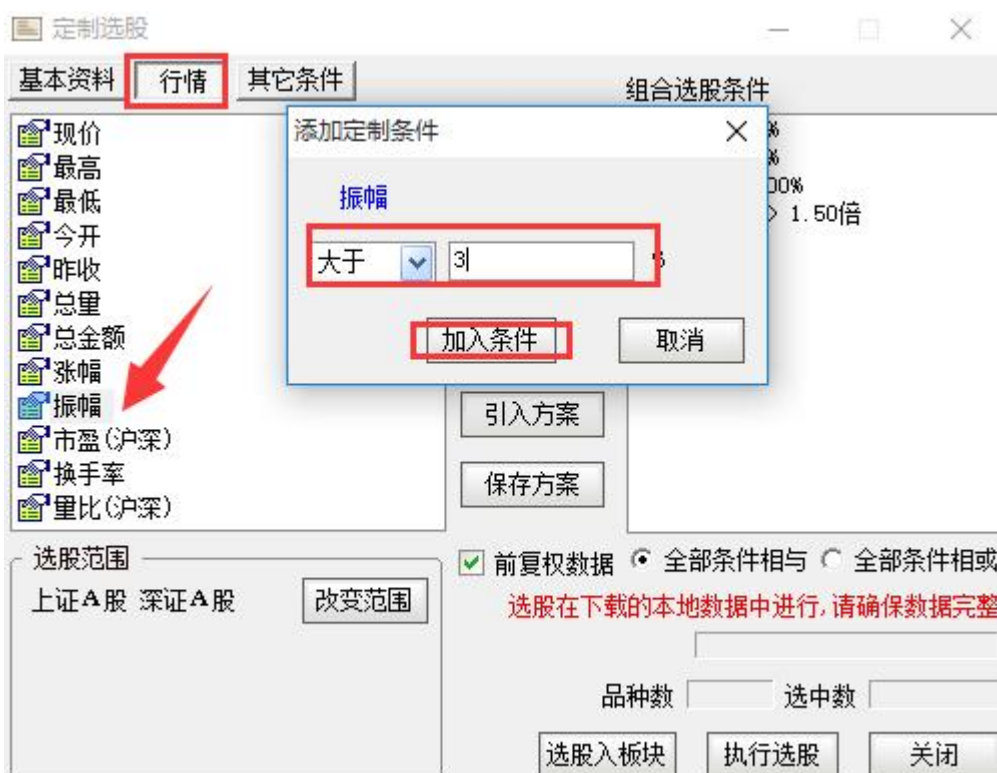 定制选股
基本资料 行情 其它条件
组合选股条件
现价
最高
最低
今开
昨收
总量
总金额
涨幅
振幅
市盈(沪深)
换手率
量比(沪深)
添加定制条件
振幅
大于 3
加入条件 取消
%
%
00%
> 1.50倍
引入方案
保存方案
选股范围
上证A股 深证A股 改变范围
前复权数据 全部条件相与 全部条件相或
选股在下载的本地数据中进行,请确保数据完整
品种数 选中数
选股入板块 执行选股 关闭